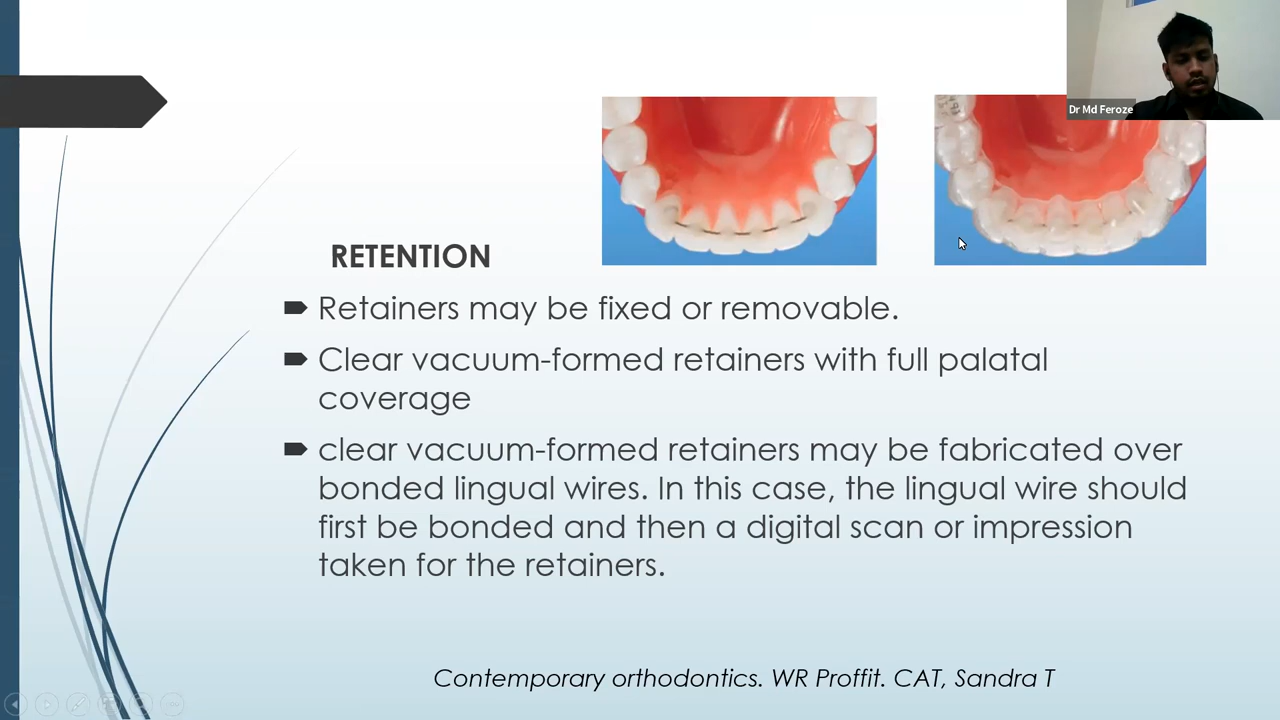 Dr Md Feroze
RETENTION
Retainers may be fixed or removable.
Clear vacuum-formed retainers with full palatal
coverage
clear vacuum-formed retainers may be fabricated over
bonded lingual wires. In this case, the lingual wire should
first be bonded and then a digital scan or impression
taken for the retainers.
Contemporary orthodontics. WR Proffit. CAT, Sandra T